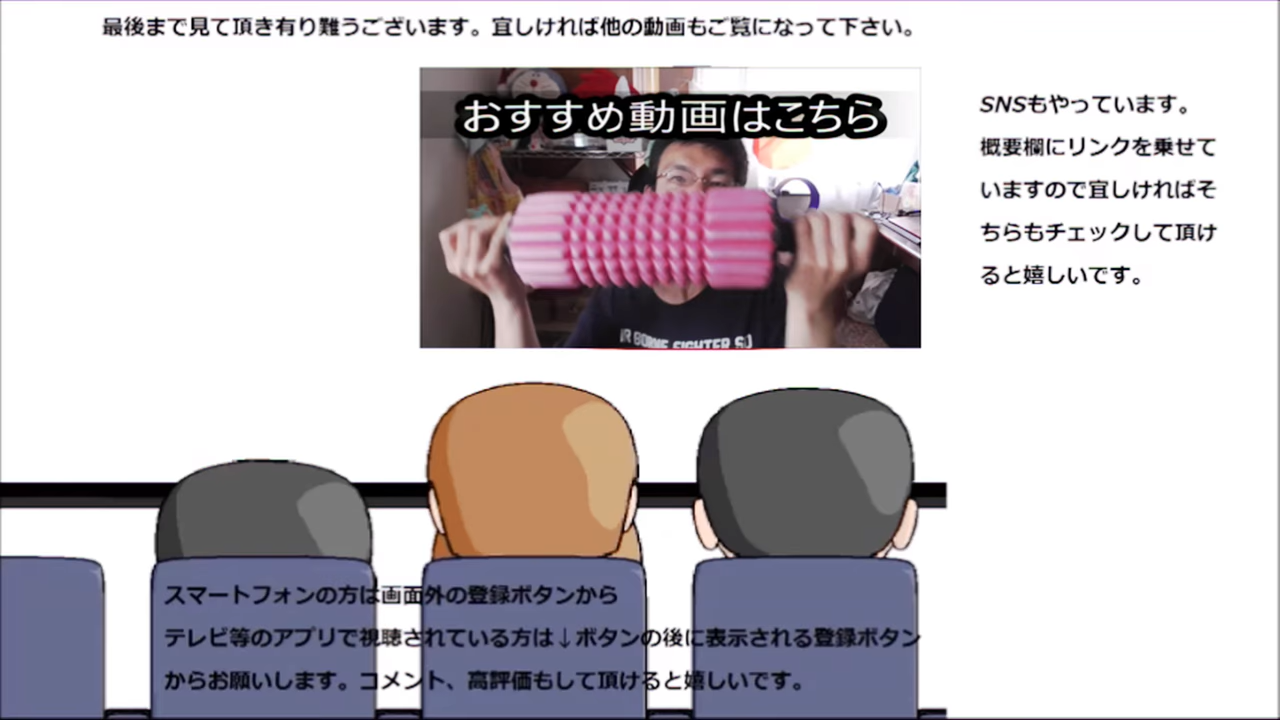 最後まで見て頂き有り難うございます。宜しければ他の動画もご覧になって下さい。
おすすめ動画はこちら
SNSもやっています。
概要欄にリンクを乗せて
いますので宜しければそ
ちらもチェックして頂け
ると嬉しいです。
スマートフォンの方は画面外の登録ボタンから
テレビ等のアプリで視聴されている方は↓ボタンの後に表示される登録ボタン
からお願いします。コメント、高評価もして頂けると嬉しいです。